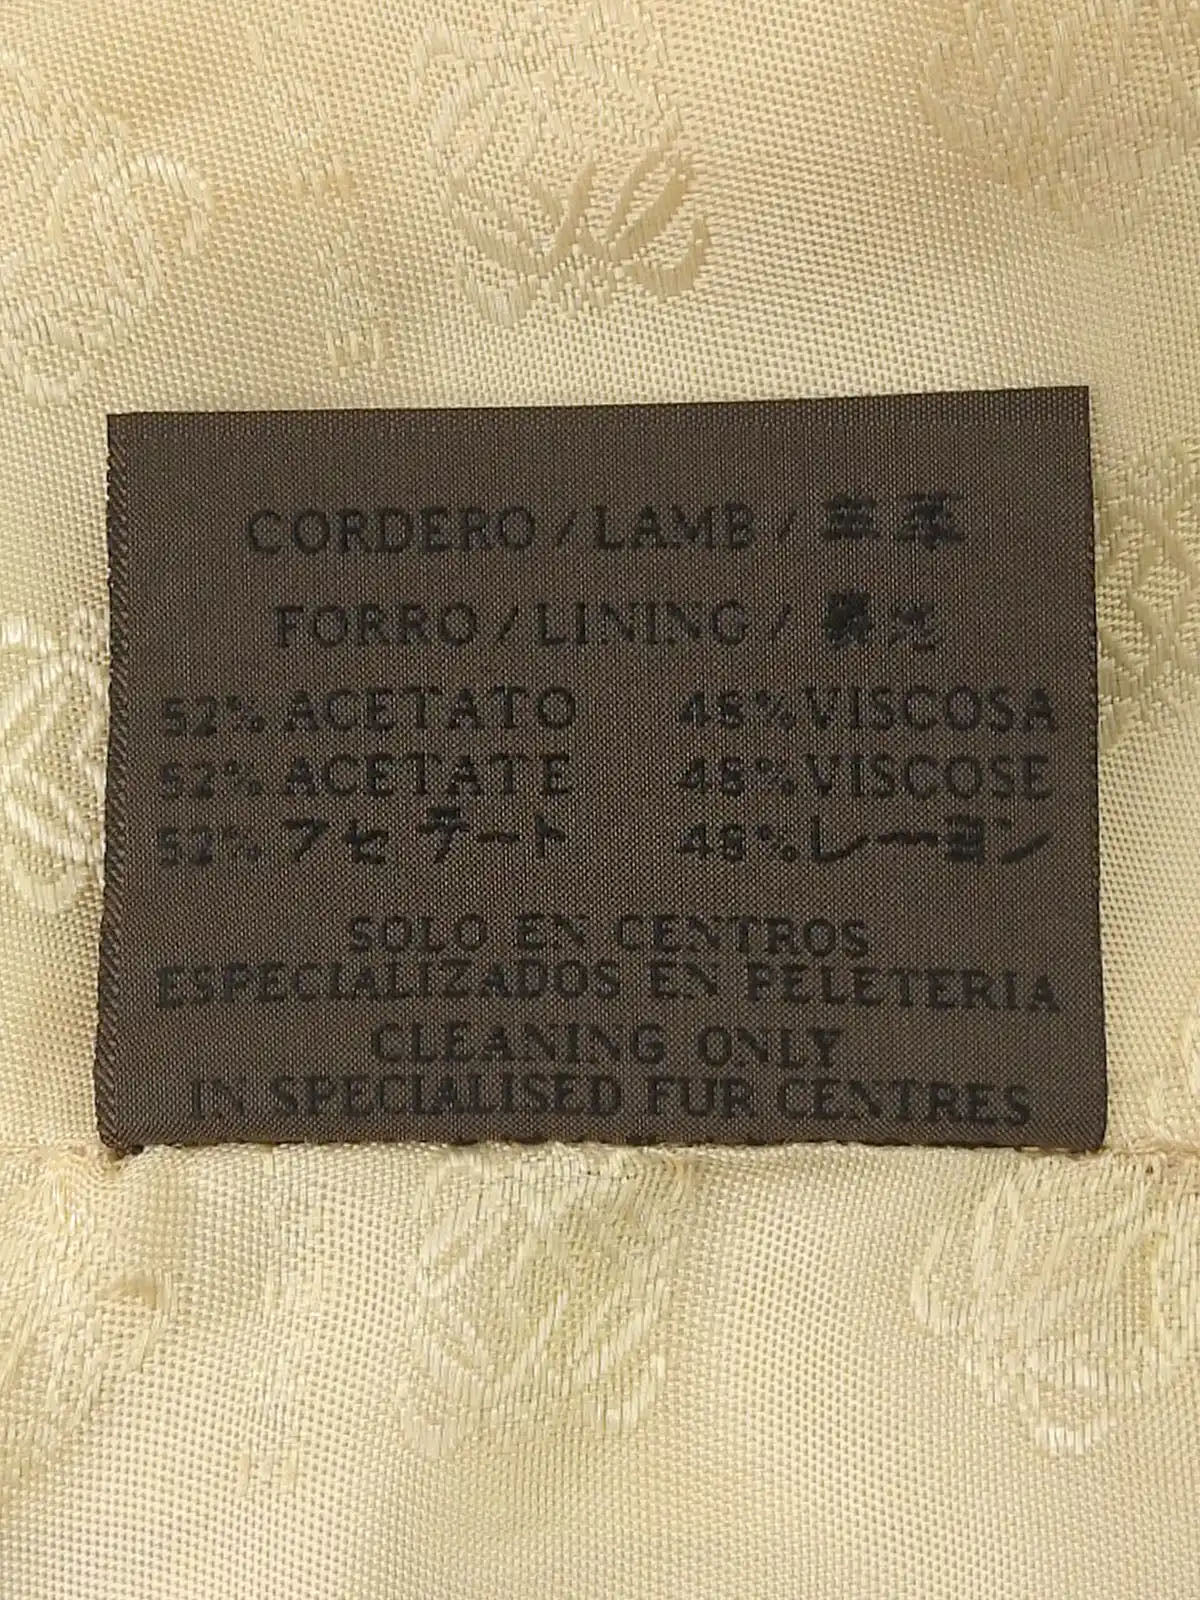 CORDERO / LAMB / 羊革
FORRO / LINING / 裏地
52% ACETATO 48% VISCOSA
52% ACETATE 48% VISCOSE
52% アセテート 48% レーヨン
SOLO EN CENTROS
ESPECIALIZADOS EN PELETERIA
CLEANING ONLY
IN SPECIALISED FUR CENTRES